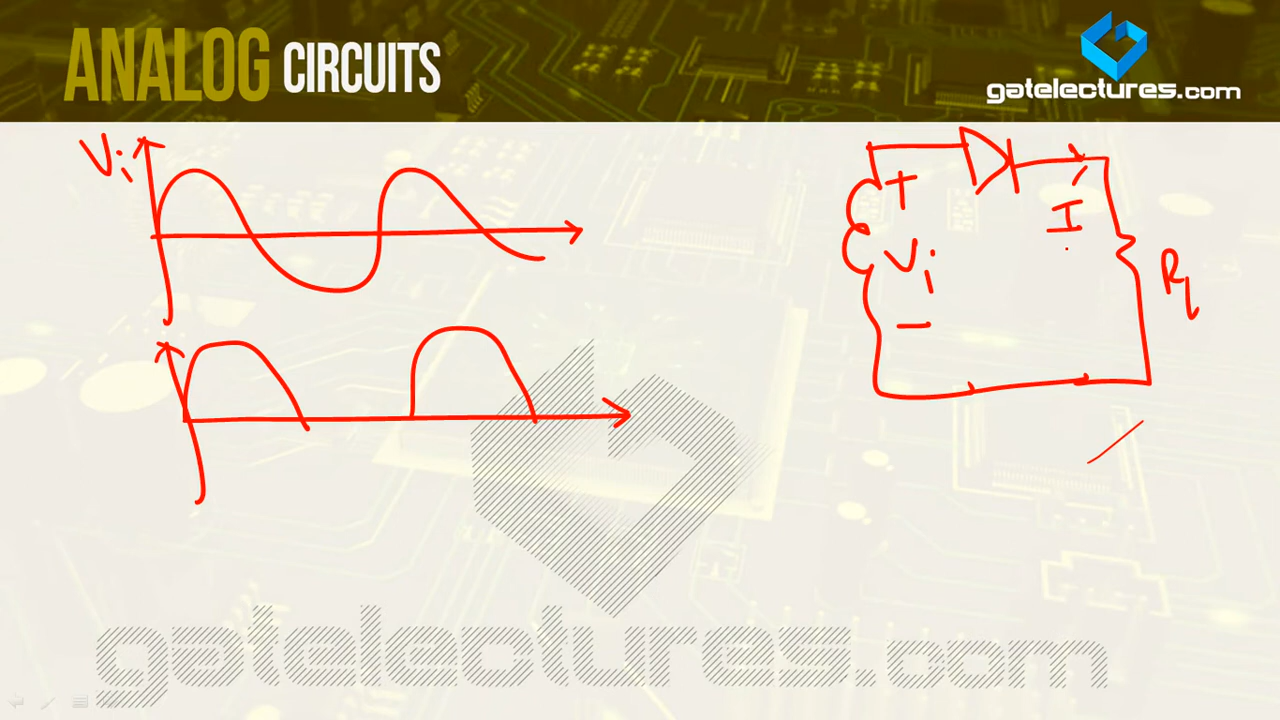 ANALOG CIRCUITS
gatelectures.com
Vi
+
I
Vi
RL
−
gatelectures.com